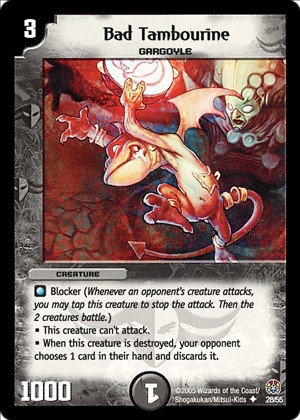 3
Bad Tambourine
GARGOYLE
CREATURE
Blocker (Whenever an opponent's creature attacks,
you may tap this creature to stop the attack. Then the
2 creatures battle.)
▪ This creature can't attack.
▪ When this creature is destroyed, your opponent
chooses 1 card in their hand and discards it.
1000
1
©2005 Wizards of the Coast/
Shogakukan/Mitsui-Kids ♦ 28/55